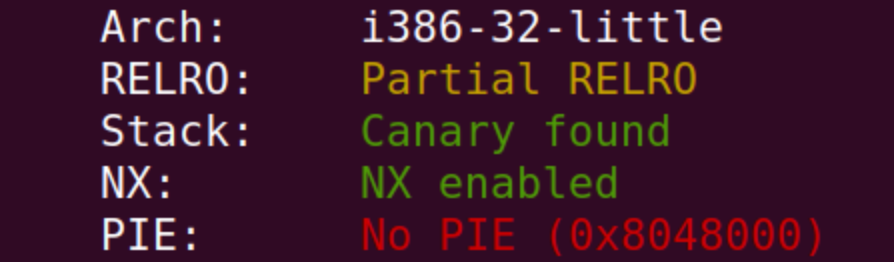 Arch: i386-32-little
RELRO: Partial RELRO
Stack: Canary found
NX: NX enabled
PIE: No PIE (0x8048000)